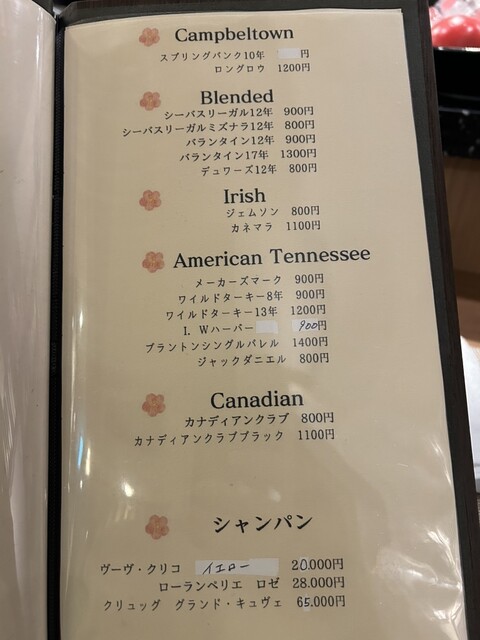 Campbeltown
スプリングバンク10年 円
ロングロウ 1200円
Blended
シーバスリーガル12年 900円
シーバスリーガルミズナラ12年 800円
バランタイン12年 900円
バランタイン17年 1300円
デュワーズ12年 800円
Irish
ジェムソン 800円
カネマラ 1100円
American Tennessee
メーカーズマーク 900円
ワイルドターキー8年 900円
ワイルドターキー13年 1200円
I. Wハーパー 900円
ブラントンシングルバレル 1400円
ジャックダニエル 800円
Canadian
カナディアンクラブ 800円
カナディアンクラブブラック 1100円
シャンパン
ヴーヴ・クリコ イエロー 20.000円
ローランペリエ ロゼ 28.000円
クリュッグ グランド・キュヴェ 65.000円